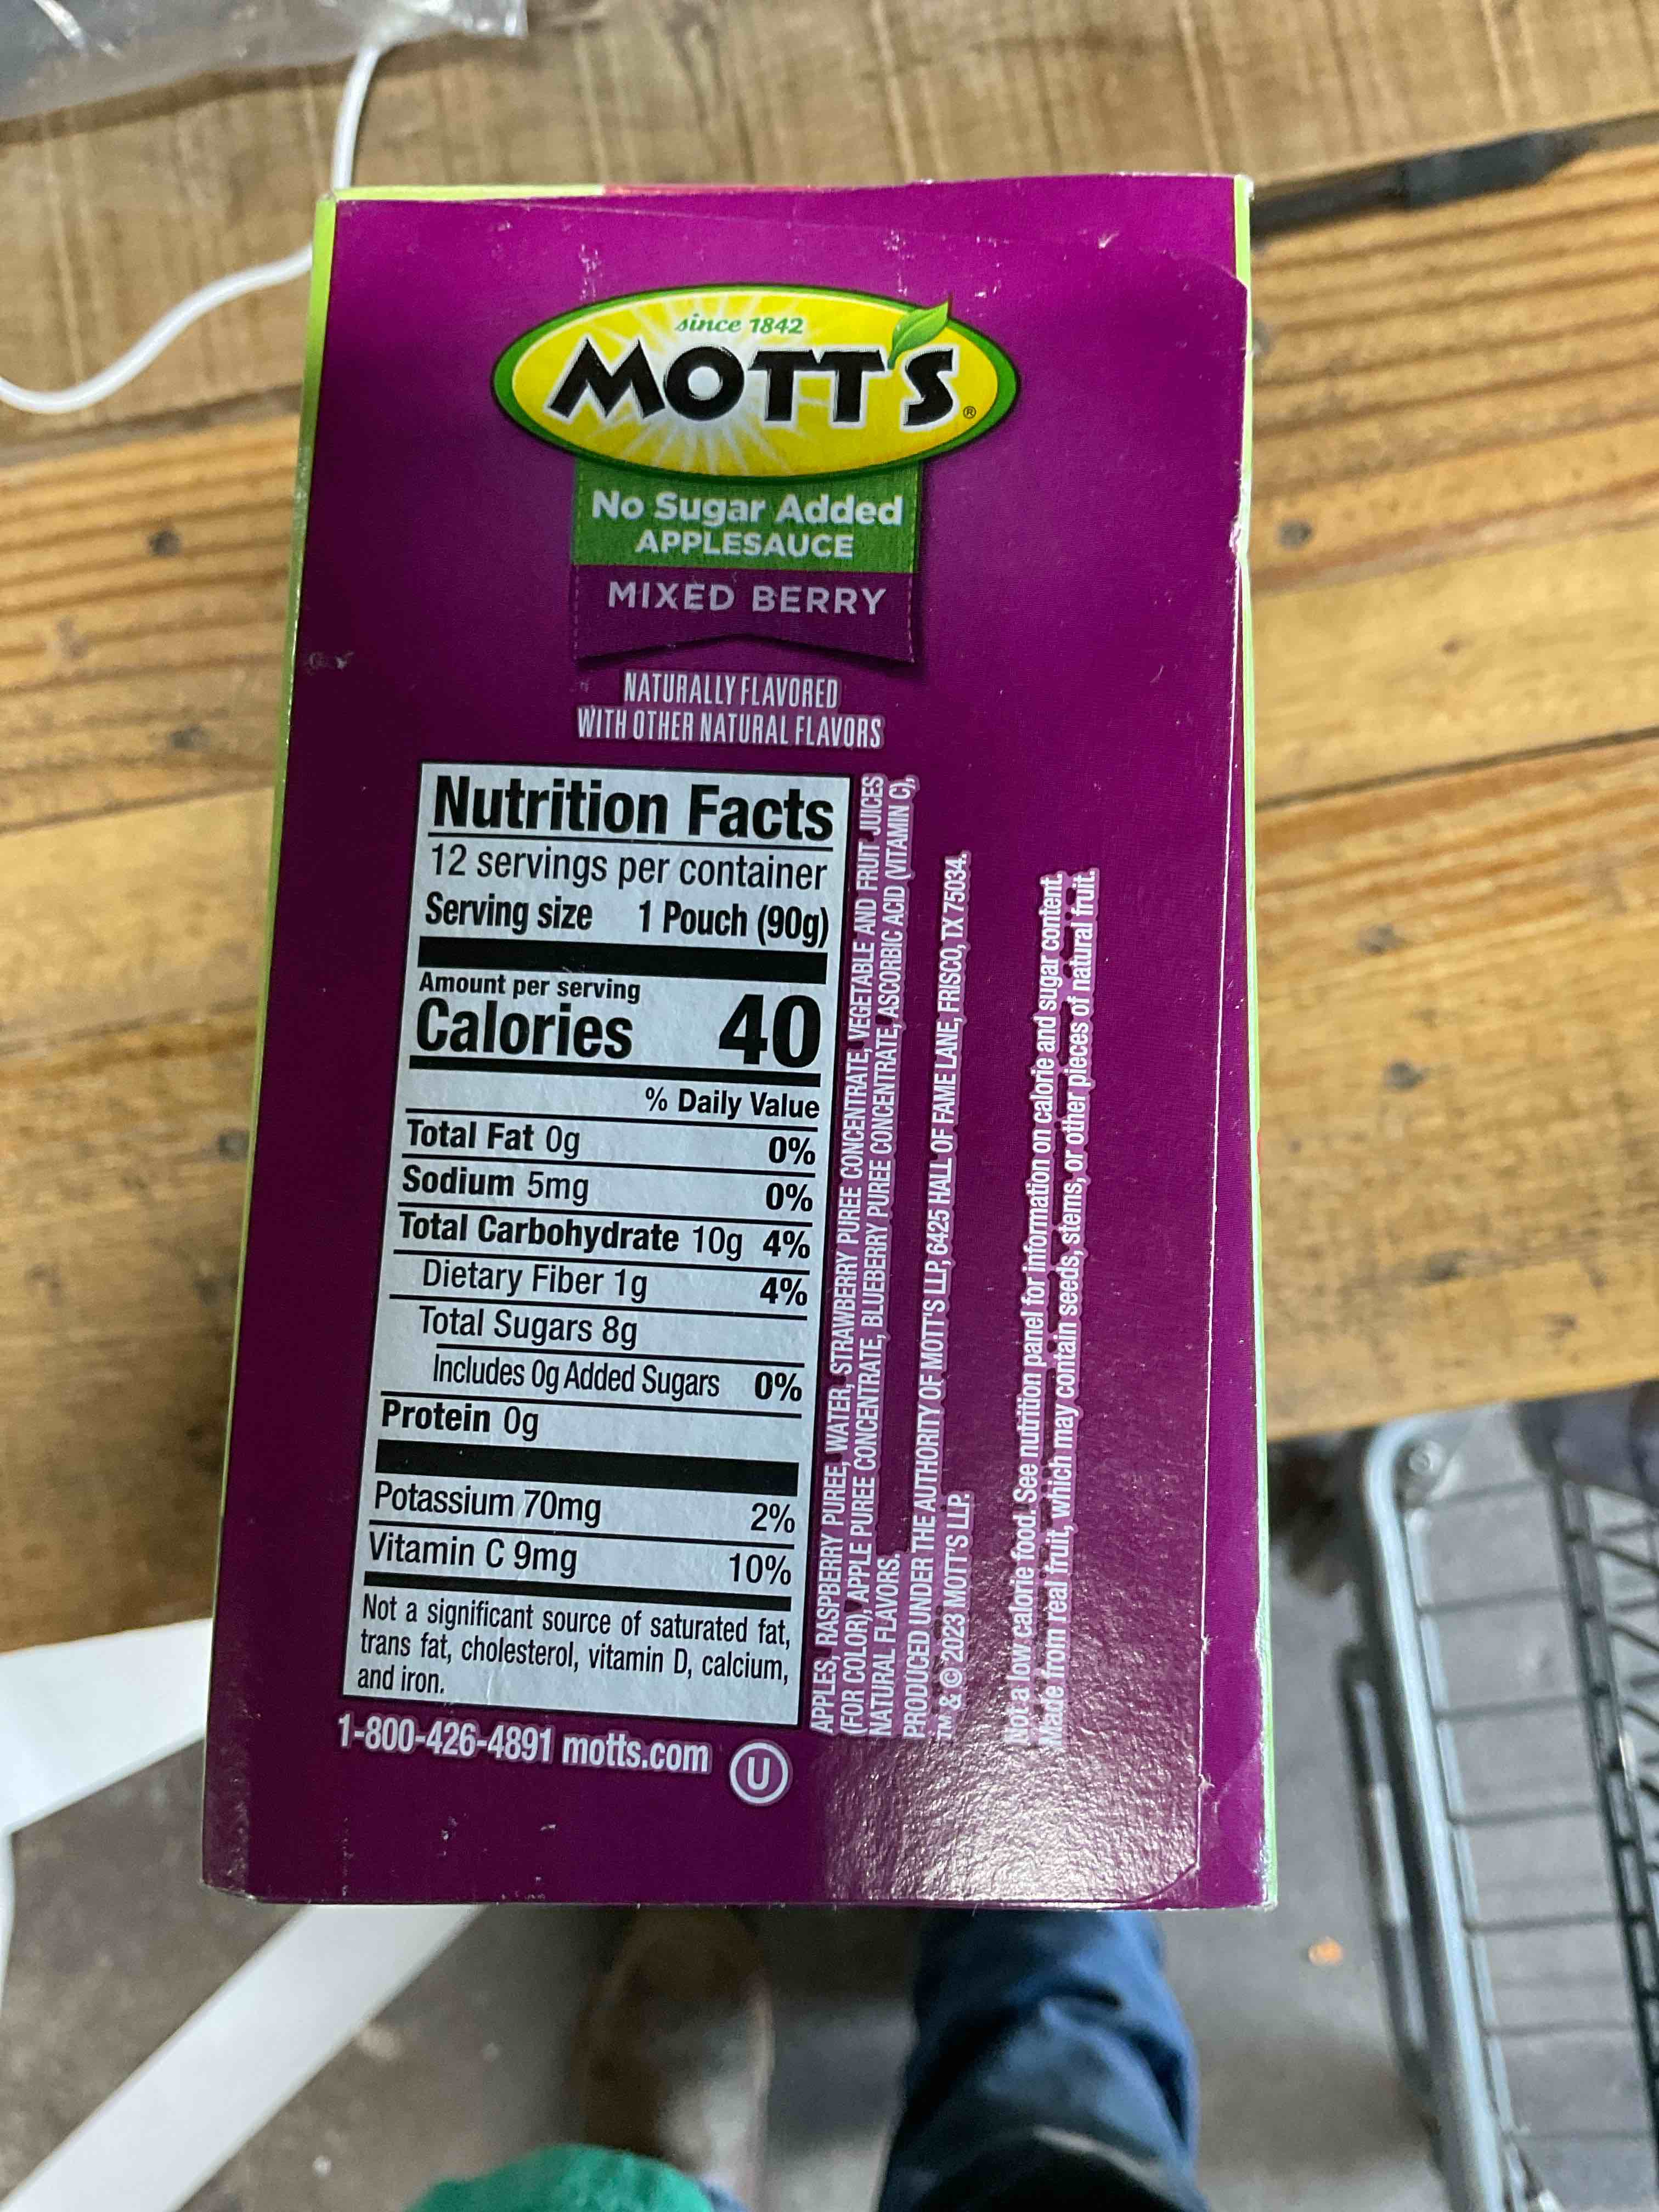 since 1842
MOTT'S®
No Sugar Added
APPLESAUCE
MIXED BERRY
NATURALLY FLAVORED
WITH OTHER NATURAL FLAVORS
Nutrition Facts
12 servings per container
Serving size 1 Pouch (90g)
Amount per serving
Calories 40
% Daily Value
Total Fat 0g 0%
Sodium 5mg 0%
Total Carbohydrate 10g 4%
Dietary Fiber 1g 4%
Total Sugars 8g
Includes 0g Added Sugars 0%
Protein 0g
Potassium 70mg 2%
Vitamin C 9mg 10%
Not a significant source of saturated fat,
trans fat, cholesterol, vitamin D, calcium,
and iron.
1-800-426-4891 motts.com
U
APPLES, RASPBERRY PUREE, WATER, STRAWBERRY PUREE CONCENTRATE, VEGETABLE AND FRUIT JUICES
(FOR COLOR), APPLE PUREE CONCENTRATE, BLUEBERRY PUREE CONCENTRATE, ASCORBIC ACID (VITAMIN C),
NATURAL FLAVORS.
PRODUCED UNDER THE AUTHORITY OF MOTT'S LLP, 6425 HALL OF FAME LANE, FRISCO, TX 75034.
TM & © 2023 MOTT'S LLP.
Not a low calorie food. See nutrition panel for information on calorie and sugar content.
Made from real fruit, which may contain seeds, stems, or other pieces of natural fruit.